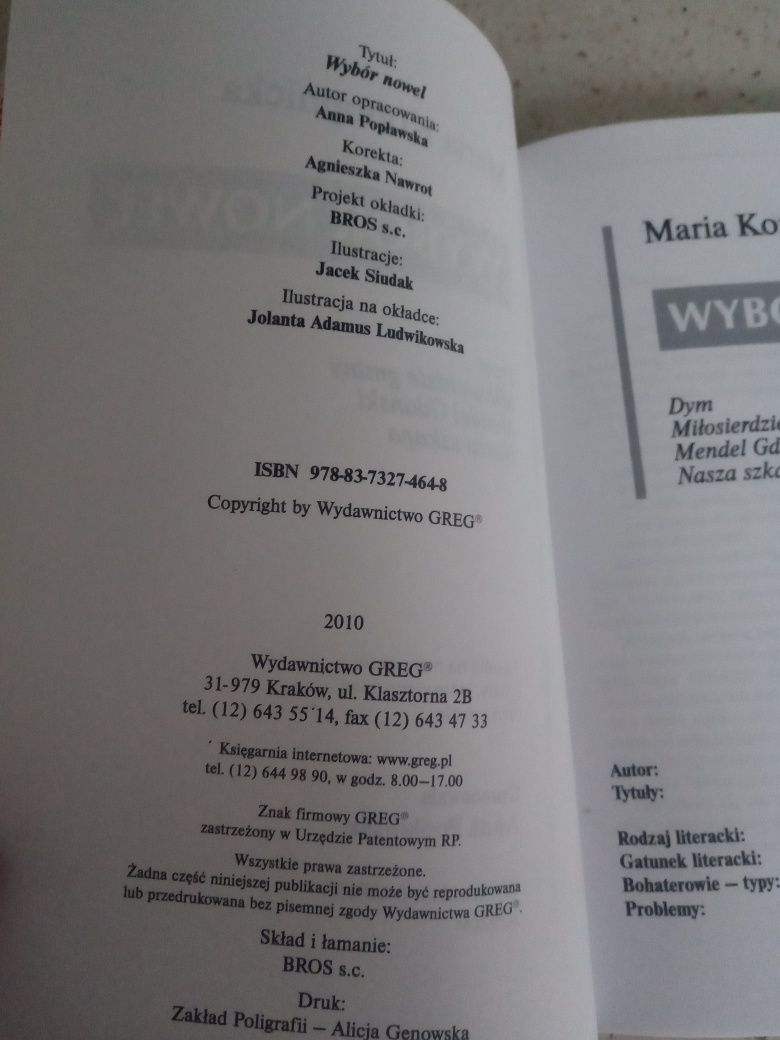 Tytuł:
Wybór nowel
Autor opracowania:
Anna Popławska
Korekta:
Agnieszka Nawrot
Projekt okładki:
BROS s.c.
Ilustracje:
Jacek Siudak
Ilustracja na okładce:
Jolanta Adamus Ludwikowska
ISBN 978-83-7327-464-8
Copyright by Wydawnictwo GREG®
2010
Wydawnictwo GREG®
31-979 Kraków, ul. Klasztorna 2B
tel. (12) 643 55 14, fax (12) 643 47 33
Księgarnia internetowa: www.greg.pl
tel. (12) 644 98 90, w godz. 8.00–17.00
Znak firmowy GREG®
zastrzeżony w Urzędzie Patentowym RP.
Wszystkie prawa zastrzeżone.
Żadna część niniejszej publikacji nie może być reprodukowana
lub przedrukowana bez pisemnej zgody Wydawnictwa GREG®.
Skład i łamanie:
BROS s.c.
Druk:
Zakład Poligrafii – Alicja Genowska
Maria Ko
WYBÓ
Dym
Miłosierdzie
Mendel Gd
Nasza szka
Autor:
Tytuły:
Rodzaj literacki:
Gatunek literacki:
Bohaterowie – typy:
Problemy: